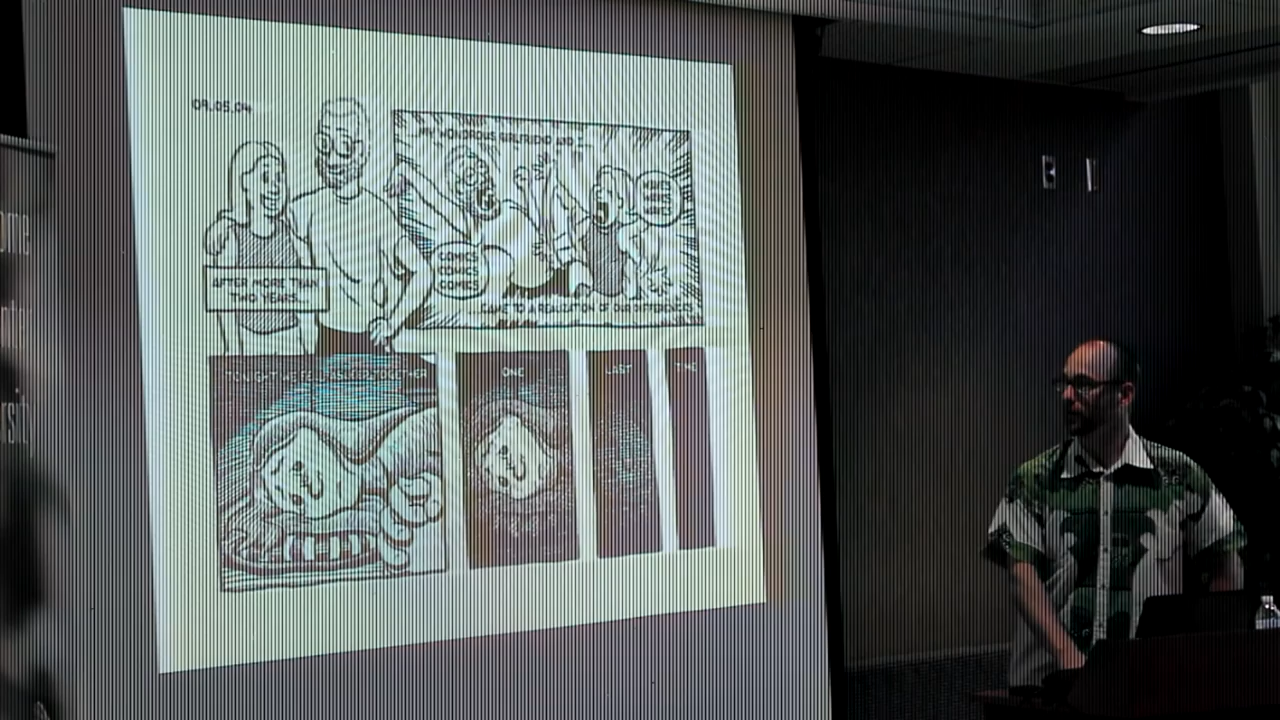 09.05.04
AFTER MORE THAN
TWO YEARS...
MY WONDROUS GIRLFRIEND AND I...
COMICS
COMICS
COMICS
...CAME TO A REALIZATION OF OUR DIFFERENCES
TONIGHT WE TOGETHER
ONE
LAST
TIME